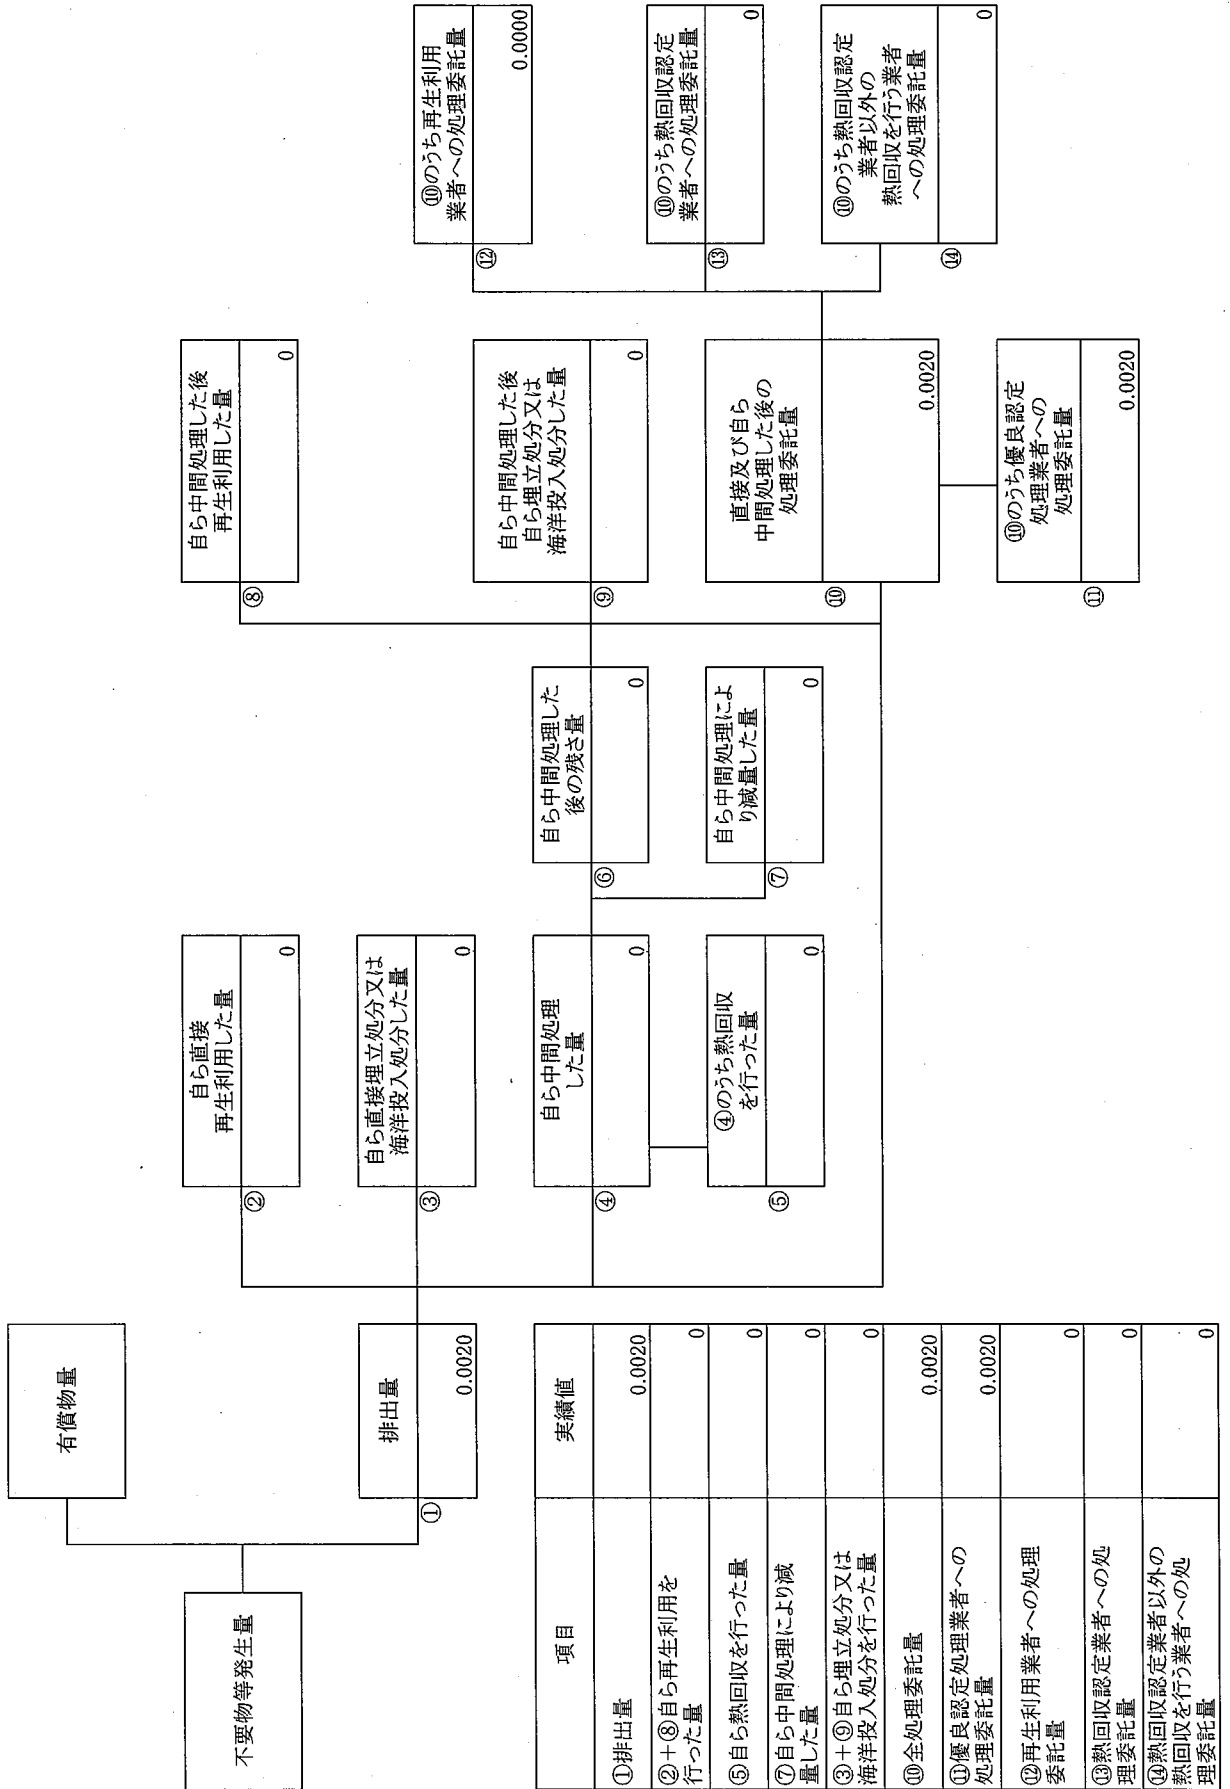 不要物等発生量
有償物量
排出量
①
0.0020
自ら直接
再生利用した量
②
0
自ら直接埋立処分又は
海洋投入処分した量
③
0
自ら中間処理
した量
④
0
④のうち熱回収
を行った量
⑤
0
自ら中間処理した
後の残さ量
⑥
0
自ら中間処理によ
り減量した量
⑦
0
自ら中間処理した後
再生利用した量
⑧
0
自ら中間処理した後
自ら埋立処分又は
海洋投入処分した量
⑨
0
直接及び自ら
中間処理した後の
処理委託量
⑩
0.0020
⑩のうち優良認定
処理業者への
処理委託量
⑪
0.0020
⑩のうち再生利用
業者への処理委託量
⑫
0.0000
⑩のうち熱回収認定
業者への処理委託量
⑬
0
⑩のうち熱回収認定
業者以外の
熱回収を行う業者
への処理委託量
⑭
0
項目 実績値
①排出量 0.0020
②+⑧自ら再生利用を
行った量 0
⑤自ら熱回収を行った量 0
⑦自ら中間処理により減
量した量 0
③+⑨自ら埋立処分又は
海洋投入処分を行った量 0
⑩全処理委託量 0.0020
⑪優良認定処理業者への
処理委託量 0.0020
⑫再生利用業者への処理
委託量 0
⑬熱回収認定業者への処
理委託量 0
⑭熱回収認定業者以外の
熱回収を行う業者への処
理委託量 0